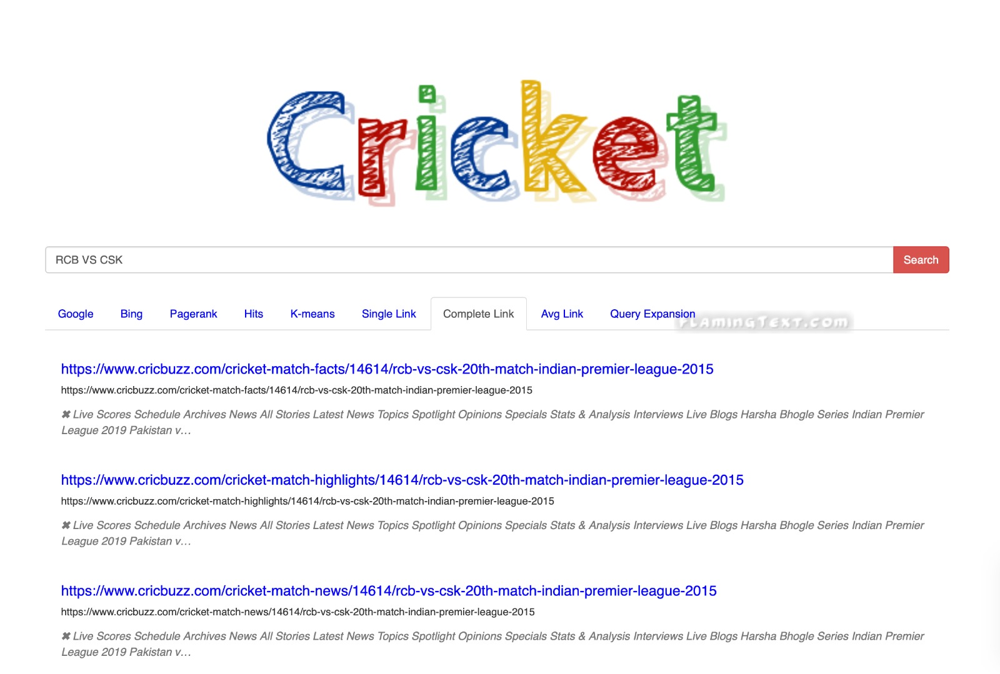 Cricket
RCB VS CSK
Search
Google Bing Pagerank Hits K-means Single Link Complete Link Avg Link Query Expansion
FLAMINGTEXT.COM
https://www.cricbuzz.com/cricket-match-facts/14614/rcb-vs-csk-20th-match-indian-premier-league-2015
https://www.cricbuzz.com/cricket-match-facts/14614/rcb-vs-csk-20th-match-indian-premier-league-2015
✖ Live Scores Schedule Archives News All Stories Latest News Topics Spotlight Opinions Specials Stats & Analysis Interviews Live Blogs Harsha Bhogle Series Indian Premier
League 2019 Pakistan v…
https://www.cricbuzz.com/cricket-match-highlights/14614/rcb-vs-csk-20th-match-indian-premier-league-2015
https://www.cricbuzz.com/cricket-match-highlights/14614/rcb-vs-csk-20th-match-indian-premier-league-2015
✖ Live Scores Schedule Archives News All Stories Latest News Topics Spotlight Opinions Specials Stats & Analysis Interviews Live Blogs Harsha Bhogle Series Indian Premier
League 2019 Pakistan v…
https://www.cricbuzz.com/cricket-match-news/14614/rcb-vs-csk-20th-match-indian-premier-league-2015
https://www.cricbuzz.com/cricket-match-news/14614/rcb-vs-csk-20th-match-indian-premier-league-2015
✖ Live Scores Schedule Archives News All Stories Latest News Topics Spotlight Opinions Specials Stats & Analysis Interviews Live Blogs Harsha Bhogle Series Indian Premier
League 2019 Pakistan v…